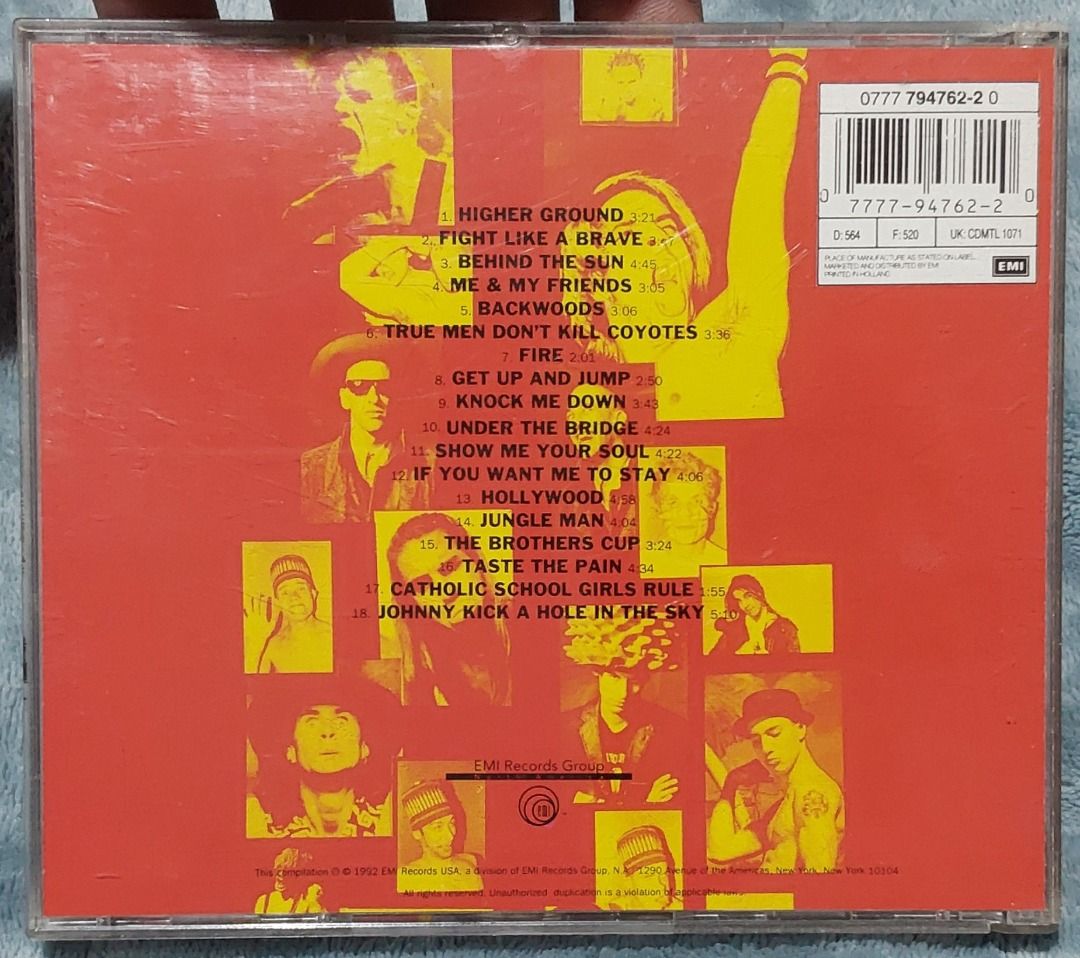 0777 794762-2 0
0 7777-94762-2 0
D: 564 F: 520 UK: CDMTL 1071
PLACE OF MANUFACTURE AS STATED ON LABEL.
MARKETED AND DISTRIBUTED BY EMI
PRINTED IN HOLLAND
EMI
1. HIGHER GROUND 3:21
2. FIGHT LIKE A BRAVE
3. BEHIND THE SUN 4:45
4. ME & MY FRIENDS 3:05
5. BACKWOODS 3:06
6. TRUE MEN DON'T KILL COYOTES 3:36
7. FIRE 2:01
8. GET UP AND JUMP 2:50
9. KNOCK ME DOWN 3:43
10. UNDER THE BRIDGE 4:24
11. SHOW ME YOUR SOUL 4:22
12. IF YOU WANT ME TO STAY 4:06
13. HOLLYWOOD 4:58
14. JUNGLE MAN 4:04
15. THE BROTHERS CUP 3:24
16. TASTE THE PAIN 4:34
17. CATHOLIC SCHOOL GIRLS RULE 1:55
18. JOHNNY KICK A HOLE IN THE SKY 5:10
EMI Records Group
emi
This compilation ℗ © 1992 EMI Records USA, a division of EMI Records Group, N.A., 1290 Avenue of the Americas, New York, New York 10104
All rights reserved. Unauthorized duplication is a violation of applicable laws.